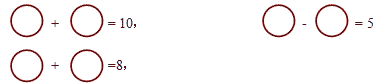 ◯ + ◯ = 10,
◯ - ◯ = 5
◯ + ◯ =8,